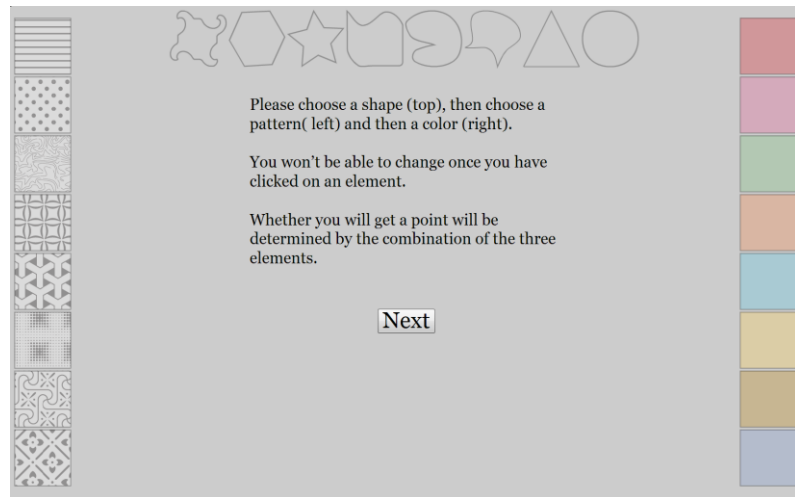 Please choose a shape (top), then choose a
pattern( left) and then a color (right).
You won’t be able to change once you have
clicked on an element.
Whether you will get a point will be
determined by the combination of the three
elements.
Next